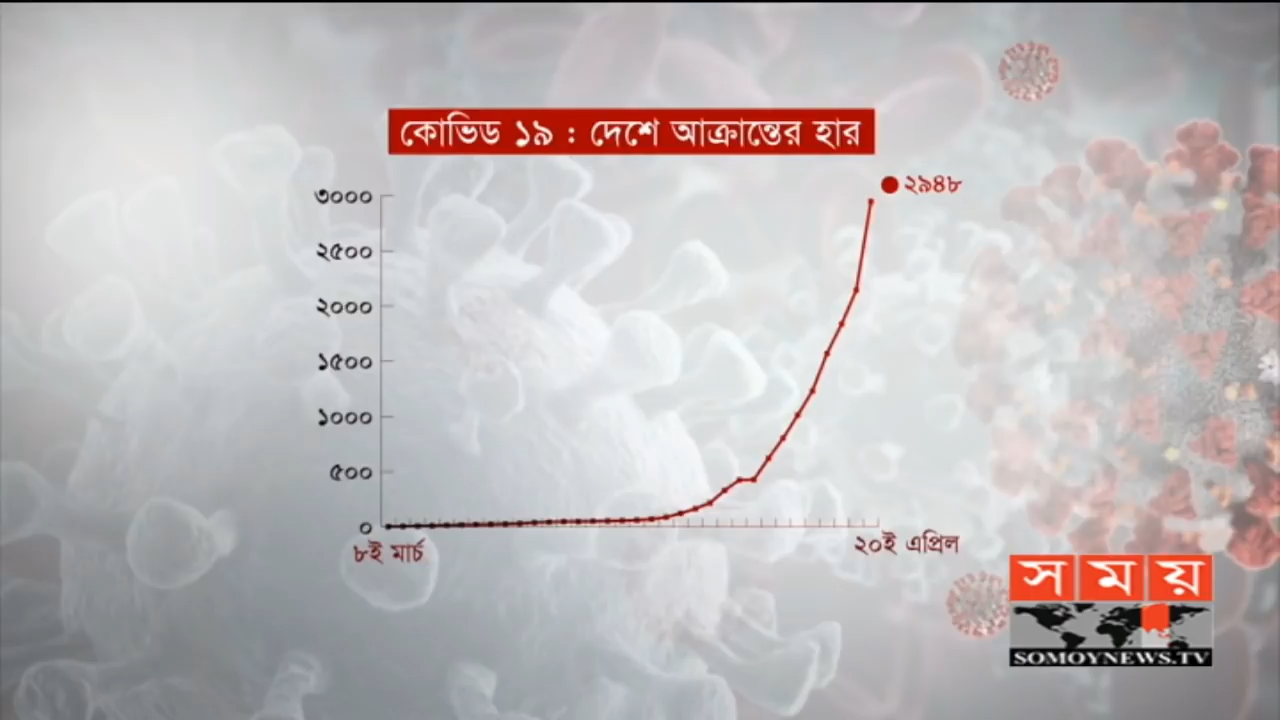 কোভিড ১৯ : দেশে আক্রান্তের হার
২৯৪৮
৩০০০
২৫০০
২০০০
১৫০০
১০০০
৫০০
০
৮ই মার্চ
২০ই এপ্রিল
সময়
SOMOYNEWS.TV